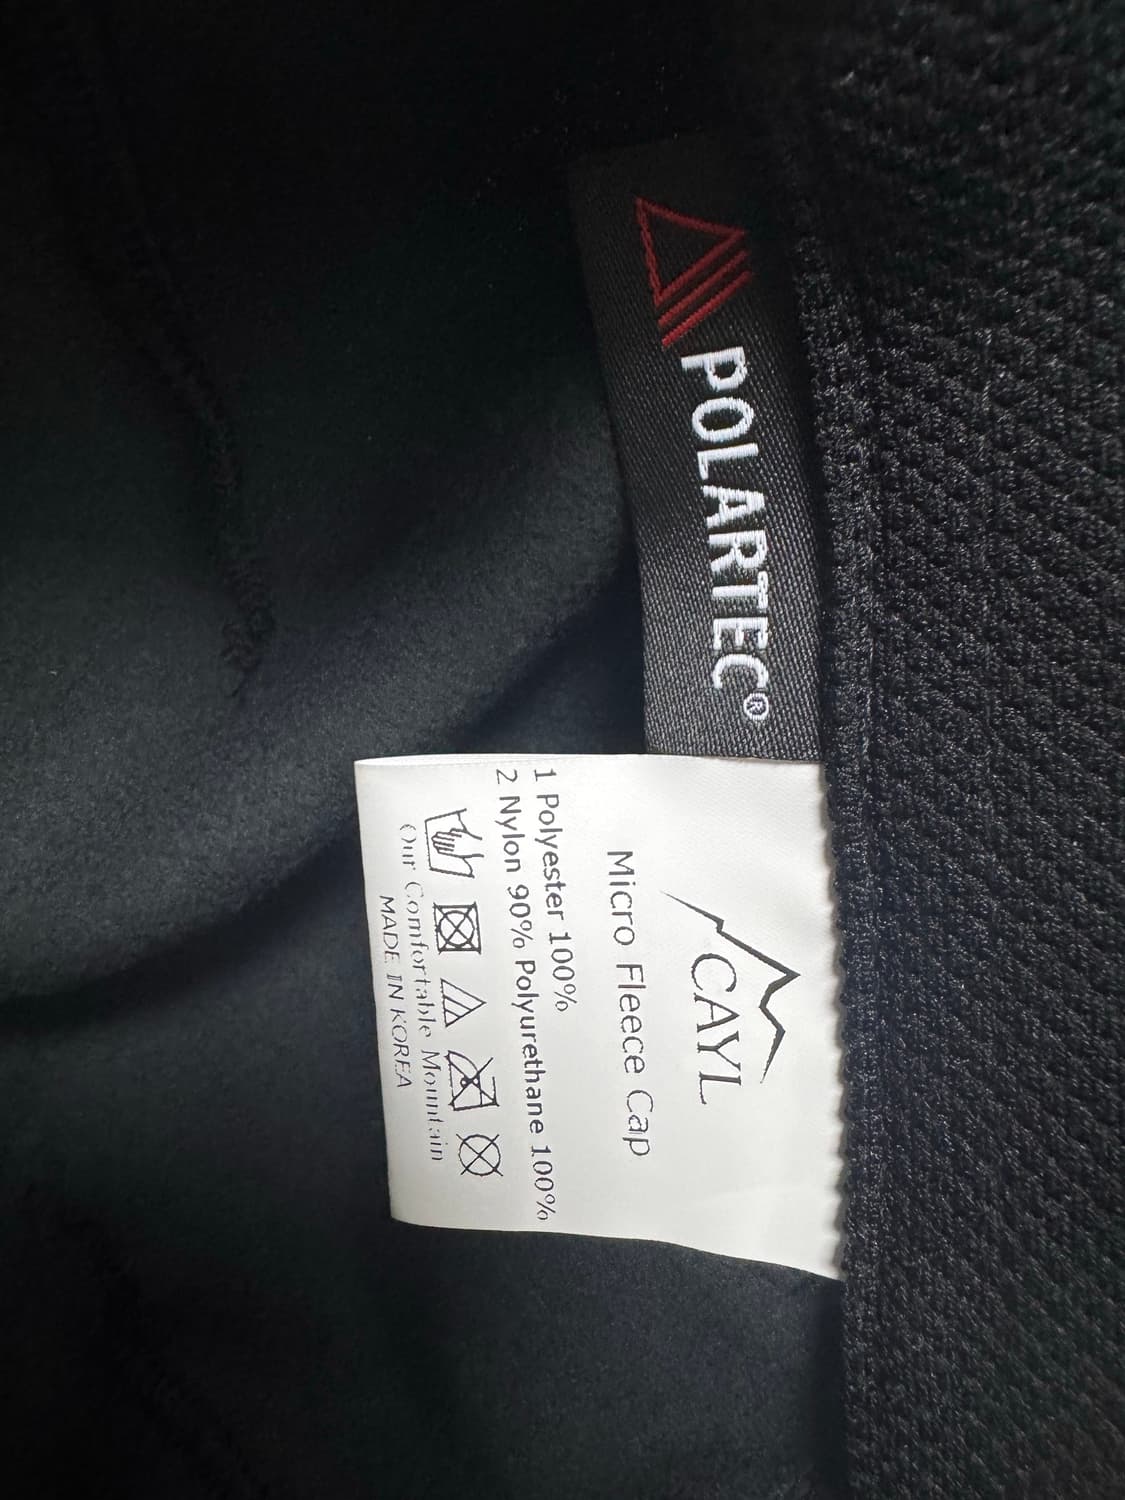 POLARTEC®
CAYL
Micro Fleece Cap
1 Polyester 100%
2 Nylon 90% Polyurethane 100%
Our Comfortable Mountain
MADE IN KOREA